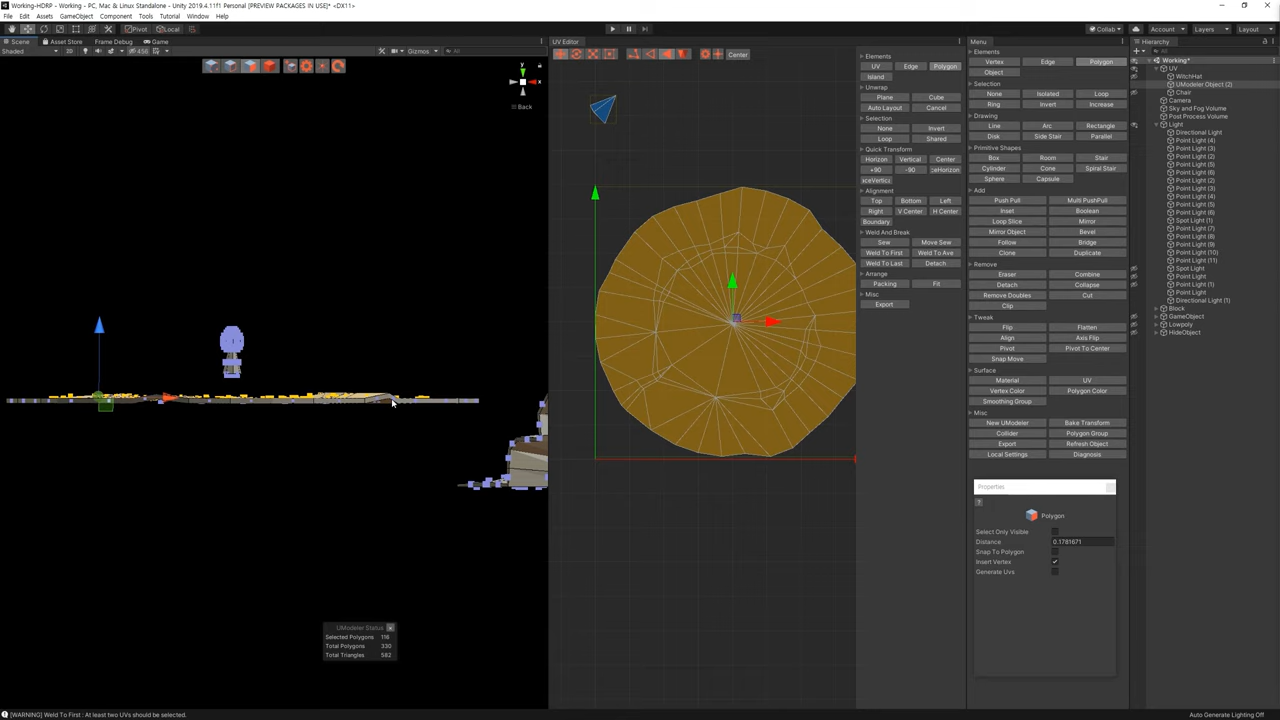 Working-HDRP - Working - PC, Mac & Linux Standalone - Unity 2019.4.11f1 Personal [PREVIEW PACKAGES IN USE]* <DX11>
File Edit Assets GameObject Component Tools Tutorial Window Help
Pivot Local Collab Account Layers Layout
Scene Asset Store Frame Debug Game
Shaded 2D 456 Gizmos All
y
x
Back
UModeler Status
Selected Polygons 116
Total Polygons 330
Total Triangles 582
UV Editor
Center
Elements
UV Edge Polygon
Island
Unwrap
Plane Cube
Auto Layout Cancel
Selection
None Invert
Loop Shared
Quick Transform
Horizon Vertical Center
+90 -90 :eHorizon
:eVertica
Alignment
Top Bottom Left
Right V Center H Center
Boundary
Weld And Break
Sew Move Sew
Weld To First Weld To Ave
Weld To Last Detach
Arrange
Packing Fit
Misc
Export
Menu
Elements
Vertex Edge Polygon
Object
Selection
None Isolated Loop
Ring Invert Increase
Drawing
Line Arc Rectangle
Disk Side Stair Parallel
Primitive Shapes
Box Room Stair
Cylinder Cone Spiral Stair
Sphere Capsule
Add
Push Pull Multi PushPull
Inset Boolean
Loop Slice Mirror
Mirror Object Bevel
Follow Bridge
Clone Duplicate
Remove
Eraser Combine
Detach Collapse
Remove Doubles Cut
Clip
Tweak
Flip Flatten
Align Axis Flip
Pivot Pivot To Center
Snap Move
Surface
Material UV
Vertex Color Polygon Color
Smoothing Group
Misc
New UModeler Bake Transform
Collider Polygon Group
Export Refresh Object
Local Settings Diagnosis
Properties
?
Polygon
Select Only Visible
Distance 0.1781671
Snap To Polygon
Insert Vertex
Generate Uvs
Hierarchy
All
Working*
UV
WitchHat
UModeler Object (2)
Chair
Camera
Sky and Fog Volume
Post Process Volume
Light
Directional Light
Point Light (4)
Point Light (3)
Point Light (2)
Point Light (5)
Point Light (6)
Point Light (2)
Point Light (3)
Point Light (4)
Point Light (5)
Point Light (6)
Spot Light (1)
Point Light (7)
Point Light (8)
Point Light (9)
Point Light (10)
Point Light (11)
Spot Light
Point Light
Point Light (1)
Point Light
Directional Light (1)
Block
GameObject
Lowpoly
HideObject
[WARNING] Weld To First : At least two UVs should be selected.
Auto Generate Lighting Off